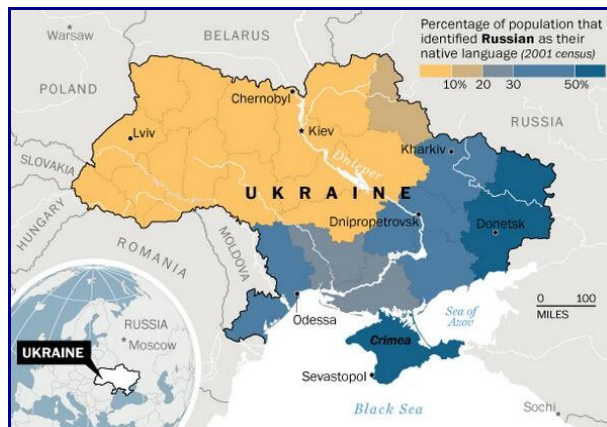 Percentage of population that
identified Russian as their
native language (2001 census)
10% 20 30 50%
Warsaw
BELARUS
POLAND
Chernobyl
Lviv
Kiev
RUSSIA
SLOVAKIA
Kharkiv
Dnieper
UKRAINE
HUNGARY
Dnipropetrovsk
Donetsk
ROMANIA
MOLDOVA
Odessa
Sea of
Azov
0 100
MILES
RUSSIA
Moscow
UKRAINE
Crimea
Sevastopol
Black Sea
Sochi